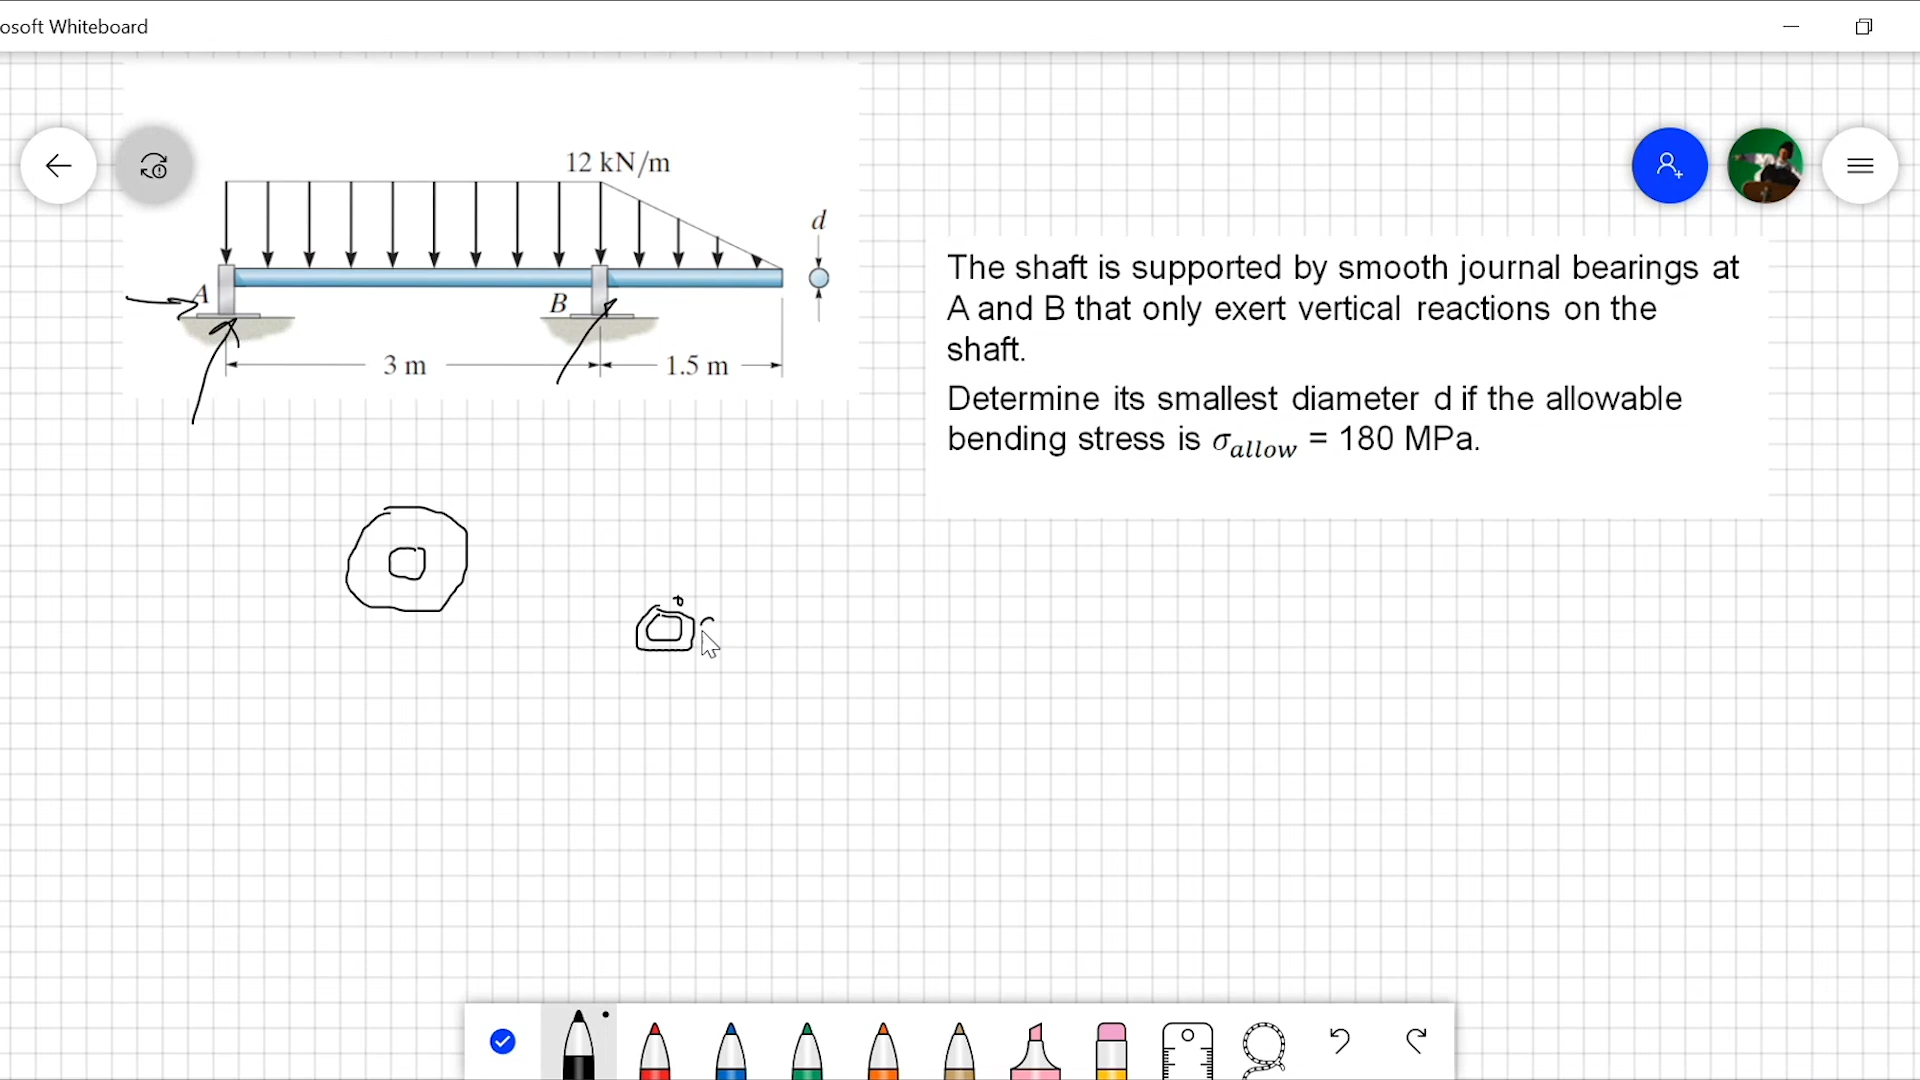 osoft Whiteboard
12 kN/m
d
A
B
3 m
1.5 m
The shaft is supported by smooth journal bearings at
A and B that only exert vertical reactions on the
shaft.
Determine its smallest diameter d if the allowable
bending stress is σallow = 180 MPa.